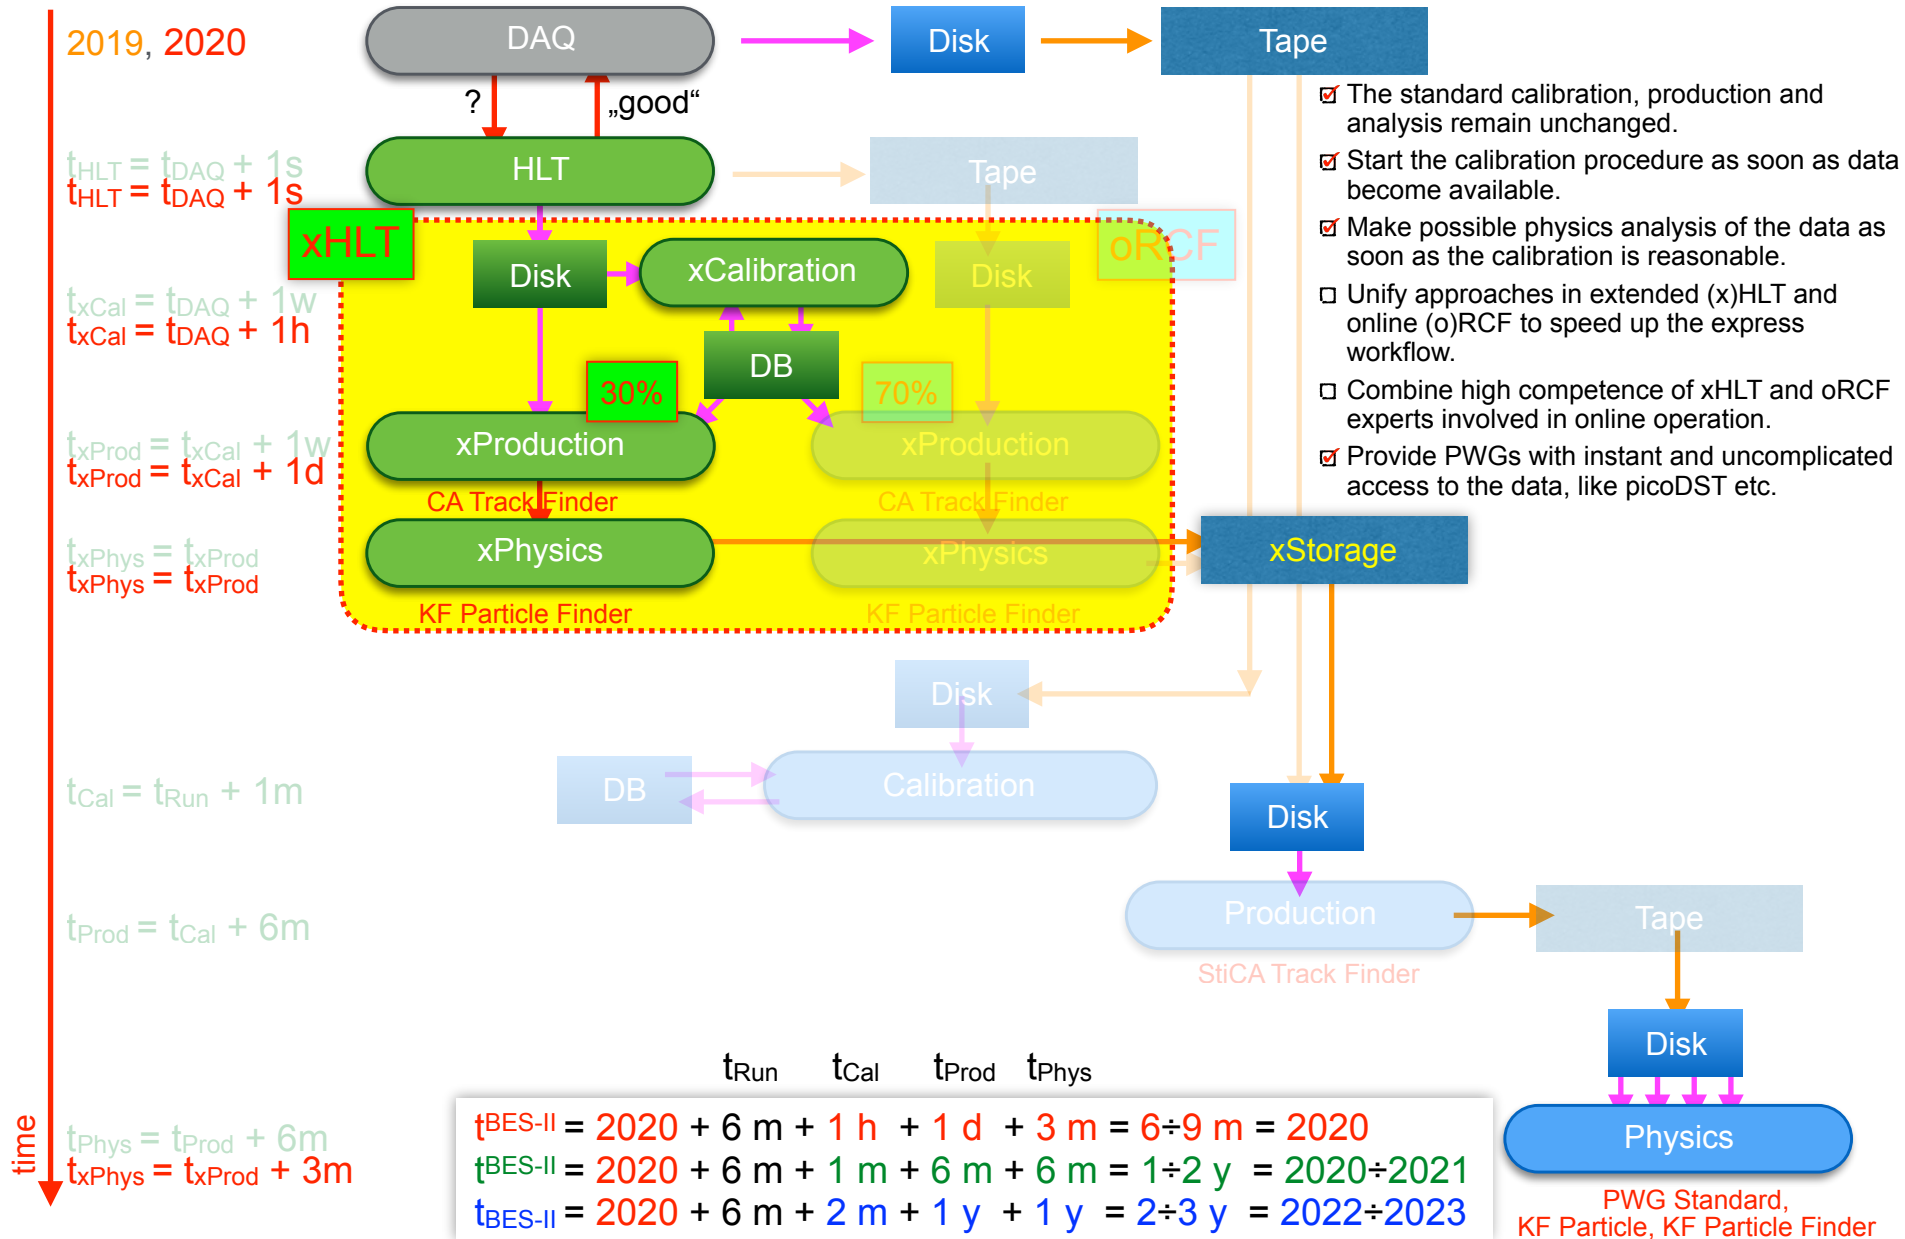 2019, 2020
DAQ
Disk
Tape
?
„good“
tHLT = tDAQ + 1s
tHLT = tDAQ + 1s
HLT
Tape
xHLT
oRCF
Disk
xCalibration
Disk
txCal = tDAQ + 1w
txCal = tDAQ + 1h
DB
30%
70%
txProd = txCal + 1w
txProd = txCal + 1d
xProduction
xProduction
CA Track Finder
CA Track Finder
txPhys = txProd
txPhys = txProd
xPhysics
xPhysics
xStorage
KF Particle Finder
KF Particle Finder
The standard calibration, production and
analysis remain unchanged.
Start the calibration procedure as soon as data
become available.
Make possible physics analysis of the data as
soon as the calibration is reasonable.
Unify approaches in extended (x)HLT and
online (o)RCF to speed up the express
workflow.
Combine high competence of xHLT and oRCF
experts involved in online operation.
Provide PWGs with instant and uncomplicated
access to the data, like picoDST etc.
Disk
tCal = tRun + 1m
DB
Calibration
Disk
tProd = tCal + 6m
Production
Tape
StiCA Track Finder
Disk
tRun tCal tProd tPhys
tBES-II = 2020 + 6 m + 1 h + 1 d + 3 m = 6÷9 m = 2020
tBES-II = 2020 + 6 m + 1 m + 6 m + 6 m = 1÷2 y = 2020÷2021
tBES-II = 2020 + 6 m + 2 m + 1 y + 1 y = 2÷3 y = 2022÷2023
time
tPhys = tProd + 6m
txPhys = txProd + 3m
Physics
PWG Standard,
KF Particle, KF Particle Finder